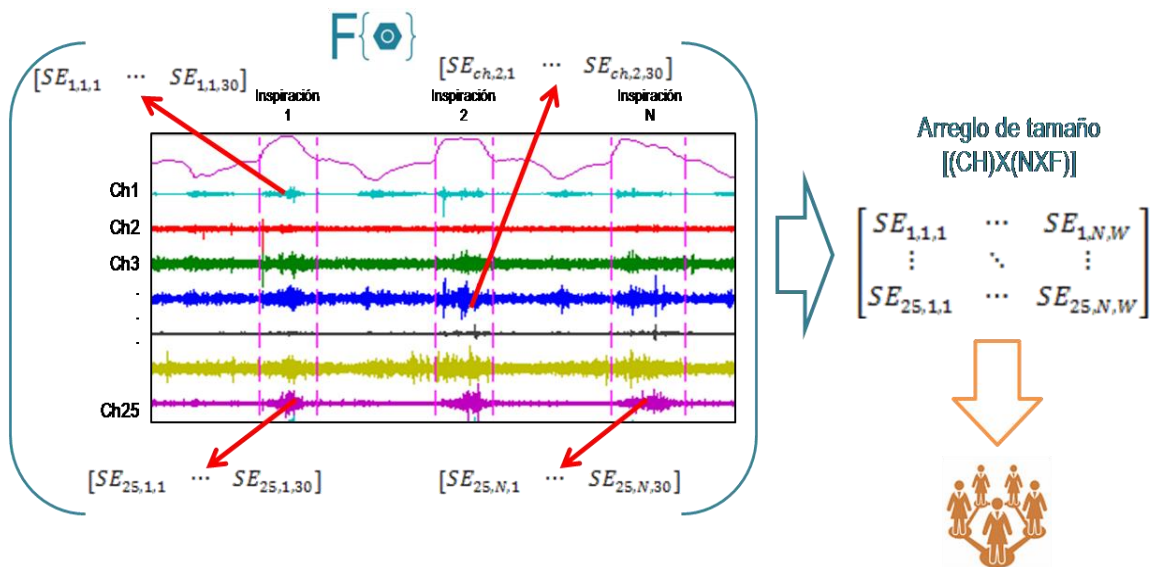 F{ }
[SE1,1,1 ⋯ SE1,1,30]
[SEch,2,1 ⋯ SEch,2,30]
Inspiración 1
Inspiración 2
Inspiración N
Ch1
Ch2
Ch3
.
.
.
Ch25
[SE25,1,1 ⋯ SE25,1,30]
[SE25,N,1 ⋯ SE25,N,30]
Arreglo de tamaño
[(CH)X(NXF)]
SE1,1,1 ⋯ SE1,N,W
⋮ ⋱ ⋮
SE25,1,1 ⋯ SE25,N,W